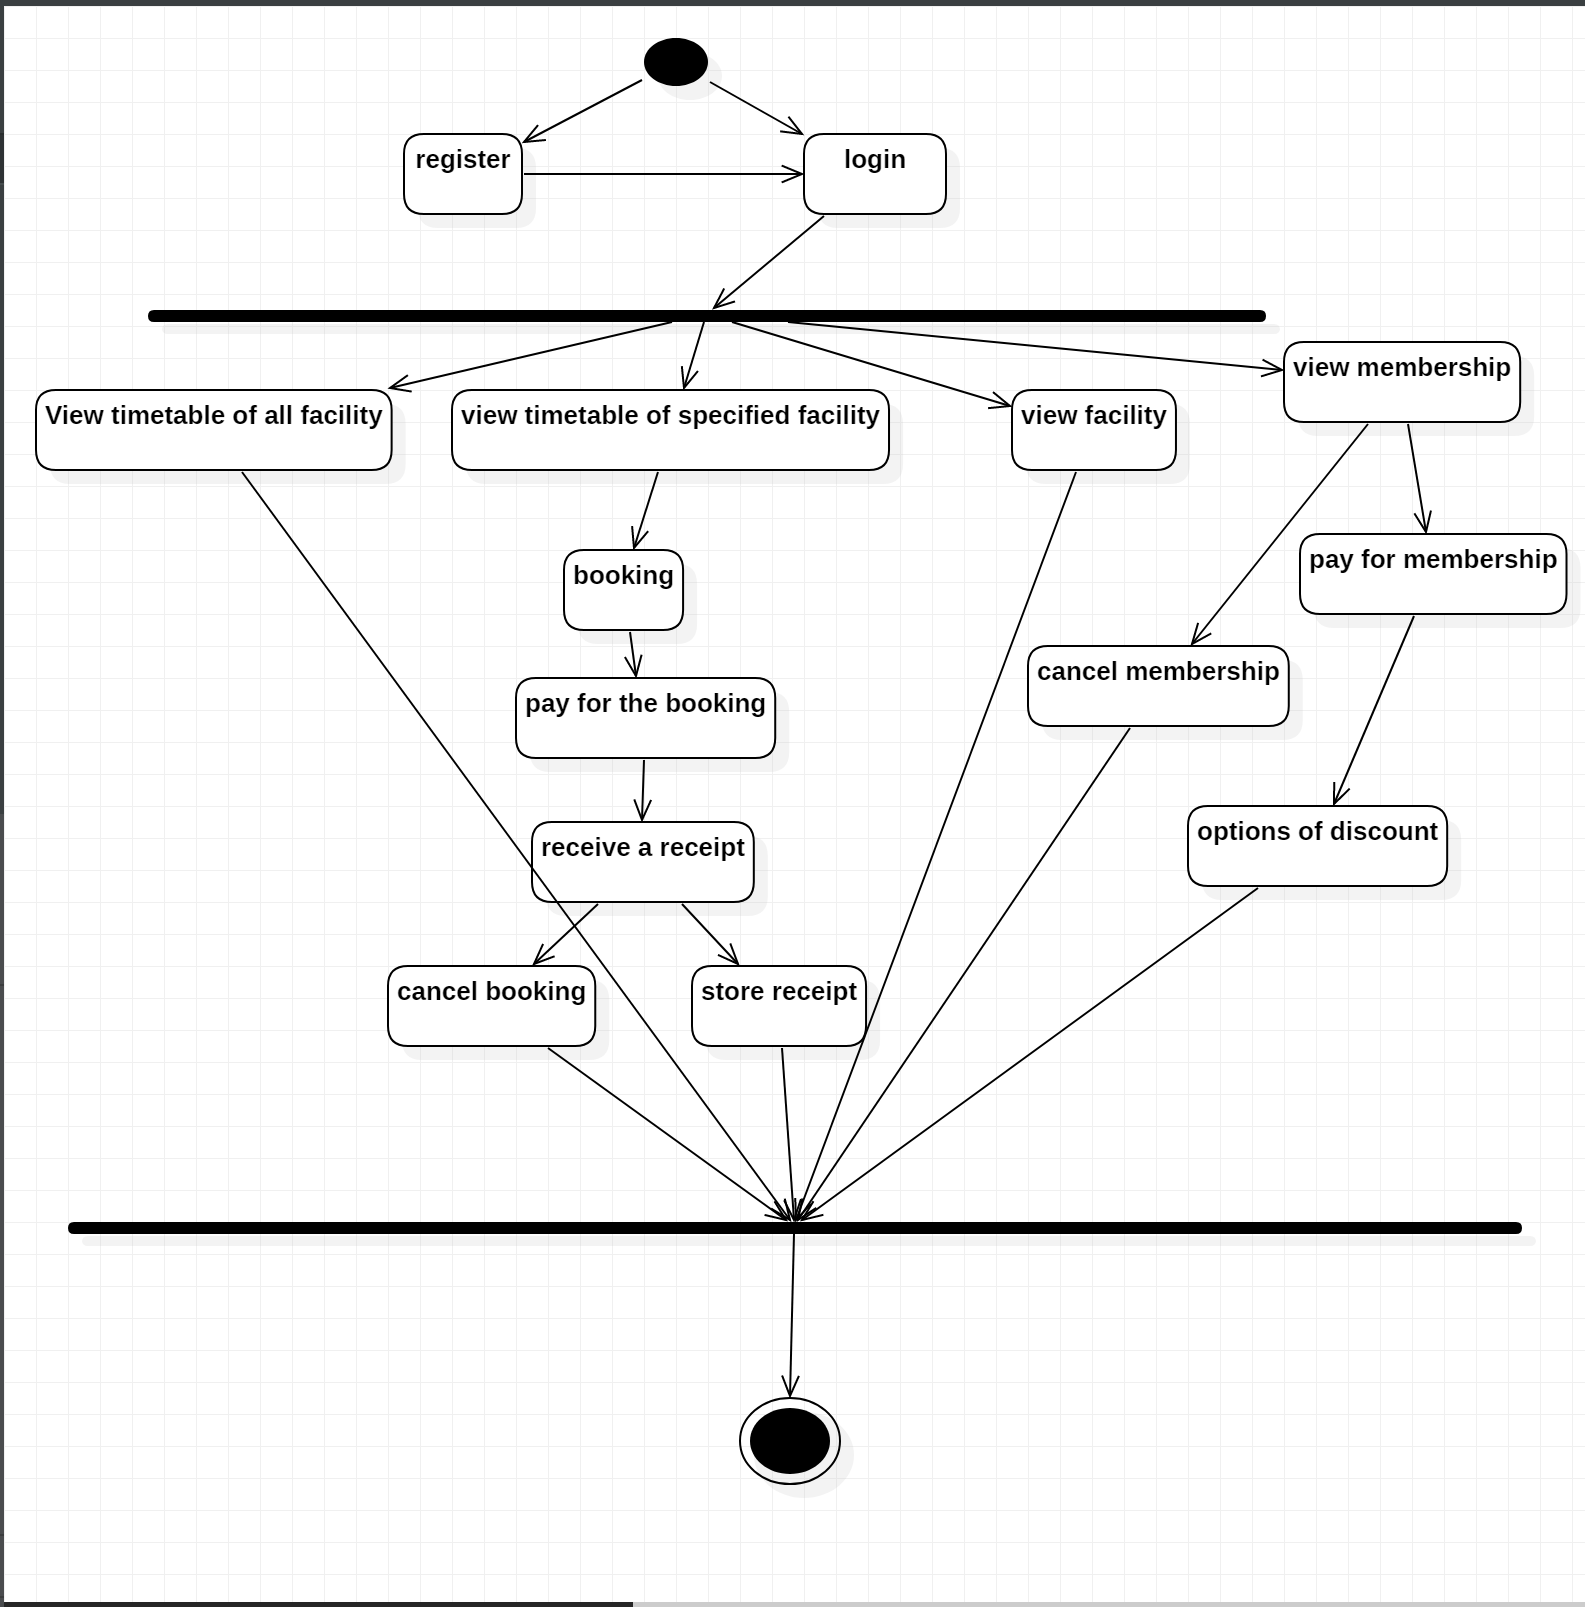 register
login
view membership
View timetable of all facility
view timetable of specified facility
view facility
booking
pay for membership
cancel membership
pay for the booking
options of discount
receive a receipt
cancel booking
store receipt